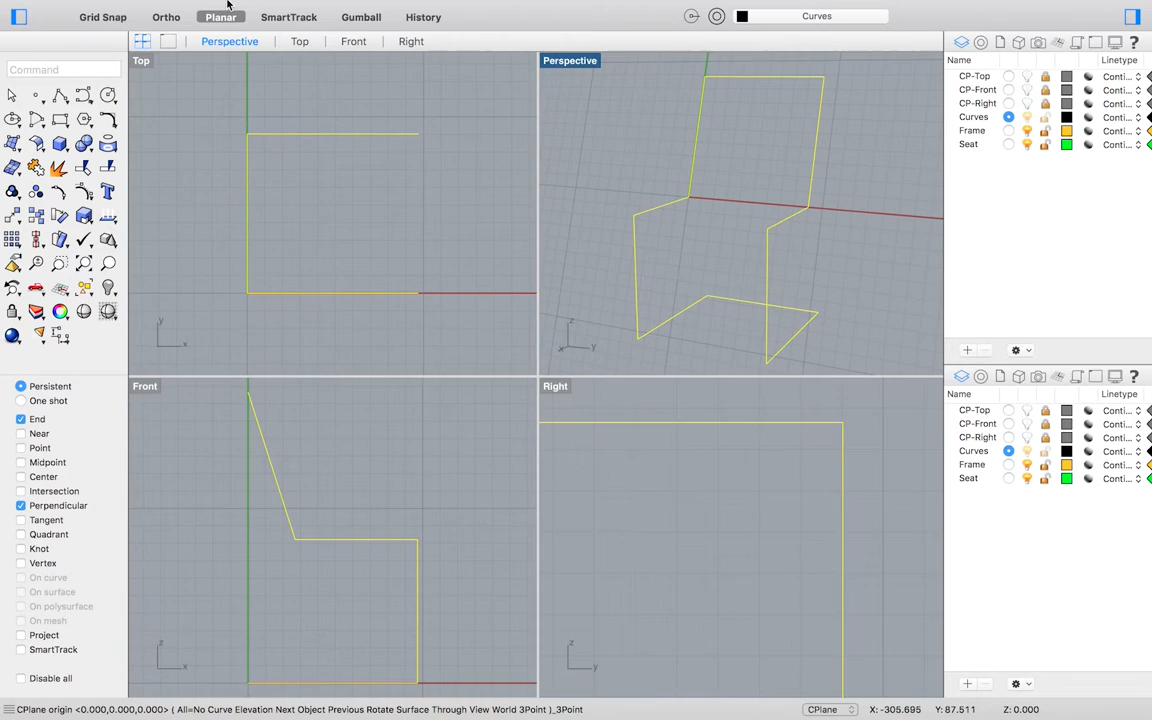 Grid Snap Ortho Planar SmartTrack Gumball History Curves
Perspective Top Front Right
Command
Top
Perspective
Front
Right
y
x
z
x
y
z
x
z
y
Persistent
One shot
End
Near
Point
Midpoint
Center
Intersection
Perpendicular
Tangent
Quadrant
Knot
Vertex
On curve
On surface
On polysurface
On mesh
Project
SmartTrack
Disable all
Name Linetype
CP-Top Conti...
CP-Front Conti...
CP-Right Conti...
Curves Conti...
Frame Conti...
Seat Conti...
Name Linetype
CP-Top Conti...
CP-Front Conti...
CP-Right Conti...
Curves Conti...
Frame Conti...
Seat Conti...
CPlane origin <0.000,0.000,0.000> ( All=No Curve Elevation Next Object Previous Rotate Surface Through View World 3Point )_3Point CPlane X: -305.695 Y: 87.511 Z: 0.000